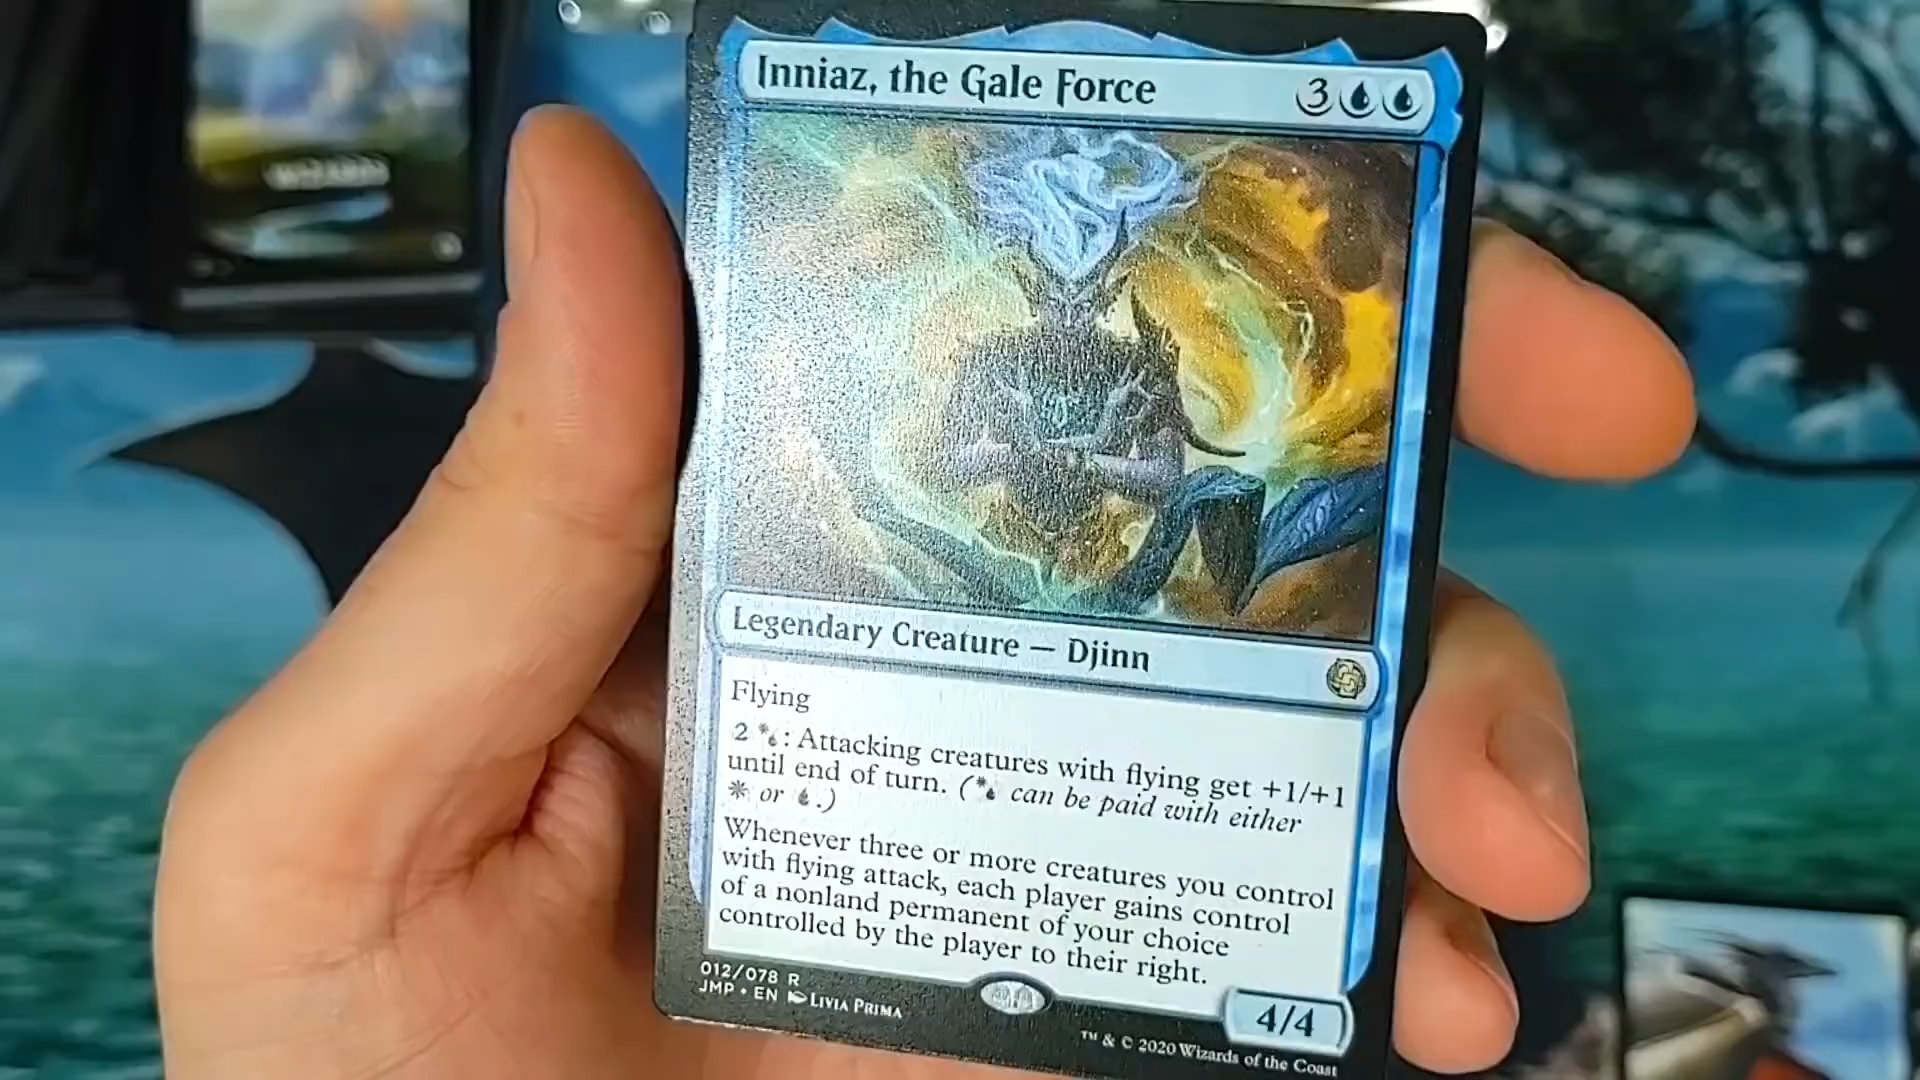 WIZARDS
Inniaz, the Gale Force
3
Legendary Creature — Djinn
Flying
2 : Attacking creatures with flying get +1/+1
until end of turn. ( can be paid with either
or .)
Whenever three or more creatures you control
with flying attack, each player gains control
of a nonland permanent of your choice
controlled by the player to their right.
012/078 R
JMP • EN LIVIA PRIMA
4/4
™ & © 2020 Wizards of the Coast